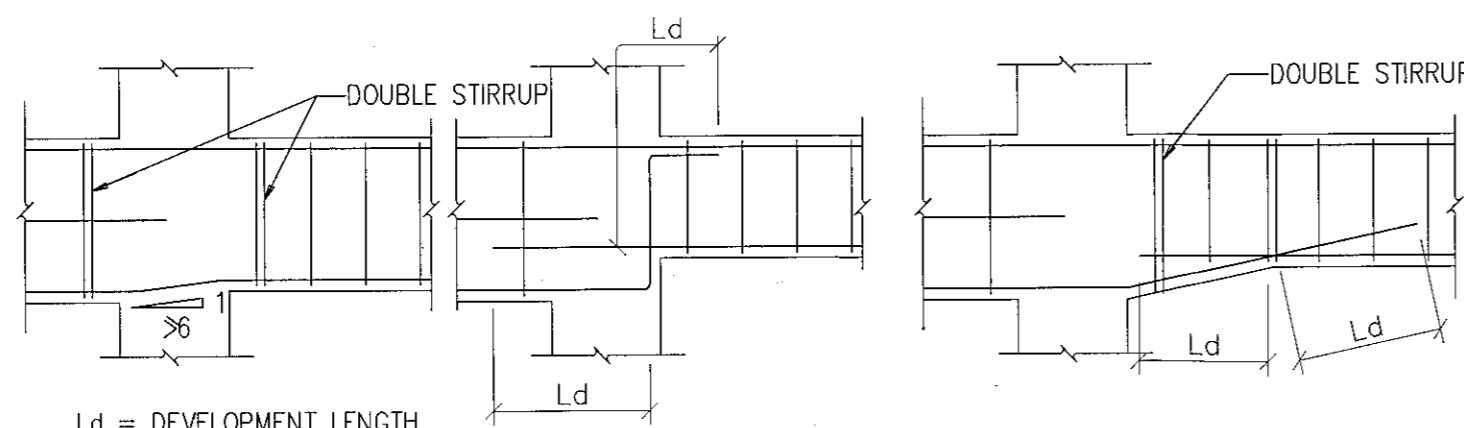 Ld
DOUBLE STIRRUP
DOUBLE STIRRUP
1
≯6
Ld
Ld
Ld
Ld = DEVELOPMENT LENGTH